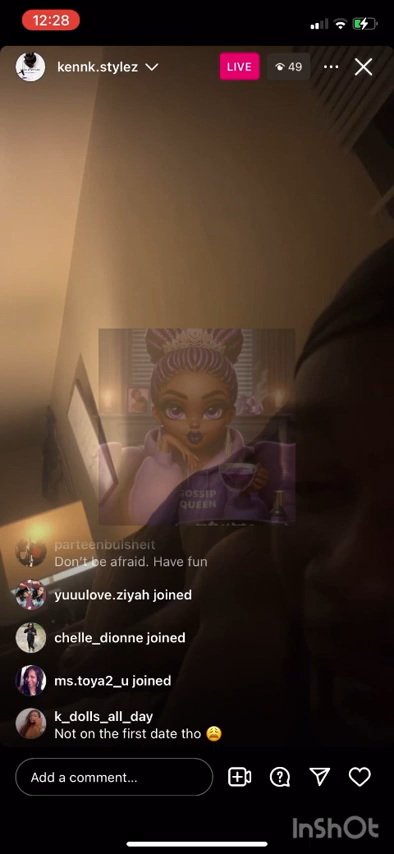 12:28
kennk.stylez
LIVE
49
GOSSIP
QUEEN
parteenbulsheit
Don't be afraid. Have fun
yuuulove.ziyah joined
chelle_dionne joined
ms.toya2_u joined
k_dolls_all_day
Not on the first date tho 😩
Add a comment...
InShOt